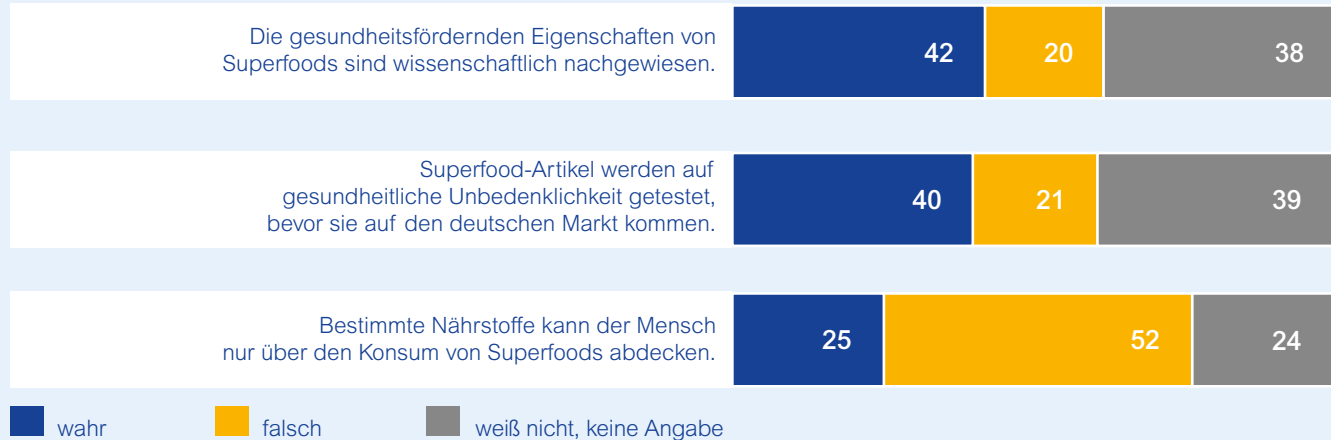 Die gesundheitsfördernden Eigenschaften von
Superfoods sind wissenschaftlich nachgewiesen.
42 20 38
Superfood-Artikel werden auf
gesundheitliche Unbedenklichkeit getestet,
bevor sie auf den deutschen Markt kommen.
40 21 39
Bestimmte Nährstoffe kann der Mensch
nur über den Konsum von Superfoods abdecken.
25 52 24
wahr falsch weiß nicht, keine Angabe